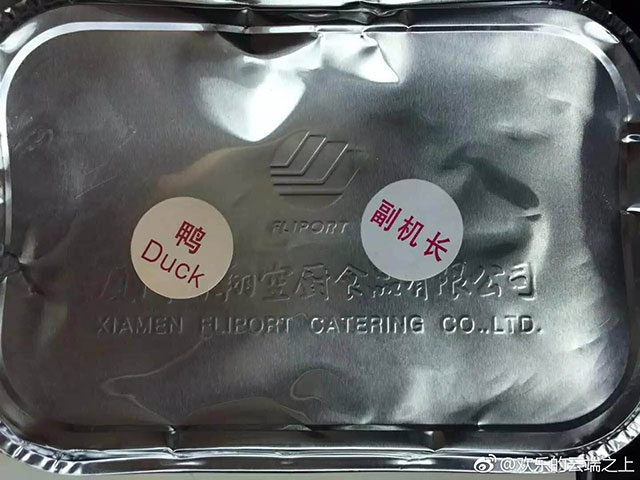 FLIPORT
鸭
Duck
副机长
翔空厨食品有限公司
XIAMEN FLIPORT CATERING CO.,LTD.
@欢乐的云端之上